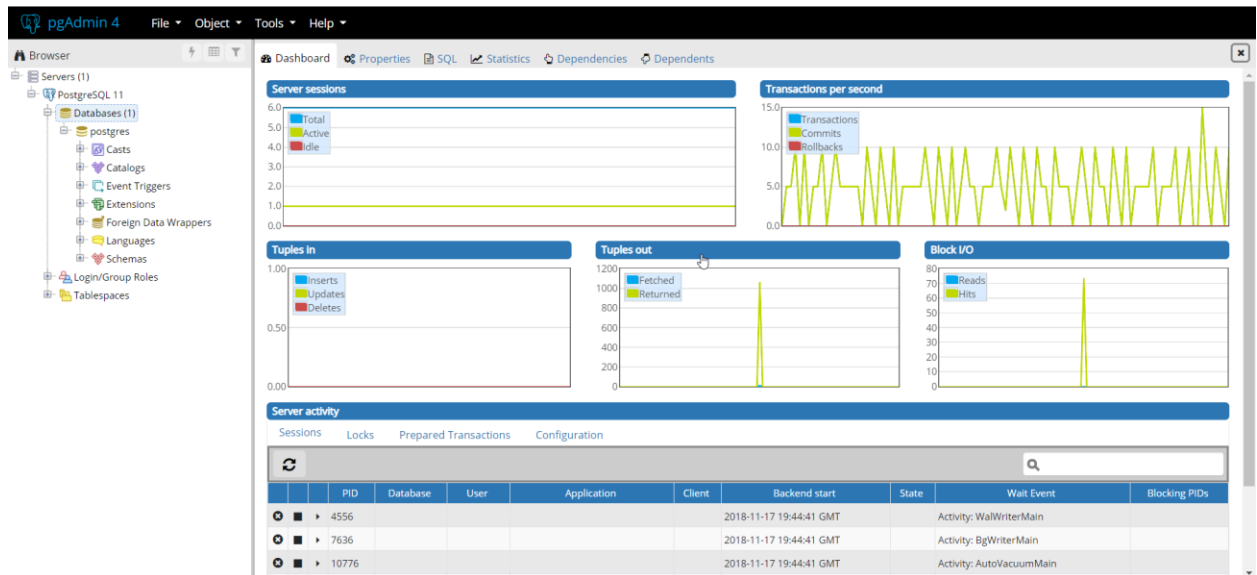 pgAdmin 4 File Object Tools Help
Browser
Servers (1)
PostgreSQL 11
Databases (1)
postgres
Casts
Catalogs
Event Triggers
Extensions
Foreign Data Wrappers
Languages
Schemas
Login/Group Roles
Tablespaces
Dashboard Properties SQL Statistics Dependencies Dependents
Server sessions
6.0
5.0
4.0
3.0
2.0
1.0
0.0
Total
Active
Idle
Transactions per second
15.0
10.0
5.0
0.0
Transactions
Commits
Rollbacks
Tuples in
1.00
0.50
0.00
Inserts
Updates
Deletes
Tuples out
1200
1000
800
600
400
200
0
Fetched
Returned
Block I/O
80
70
60
50
40
30
20
10
0
Reads
Hits
Server activity
Sessions Locks Prepared Transactions Configuration
PID Database User Application Client Backend start State Wait Event Blocking PIDs
4556 2018-11-17 19:44:41 GMT Activity: WalWriterMain
7636 2018-11-17 19:44:41 GMT Activity: BgWriterMain
10776 2018-11-17 19:44:41 GMT Activity: AutoVacuumMain